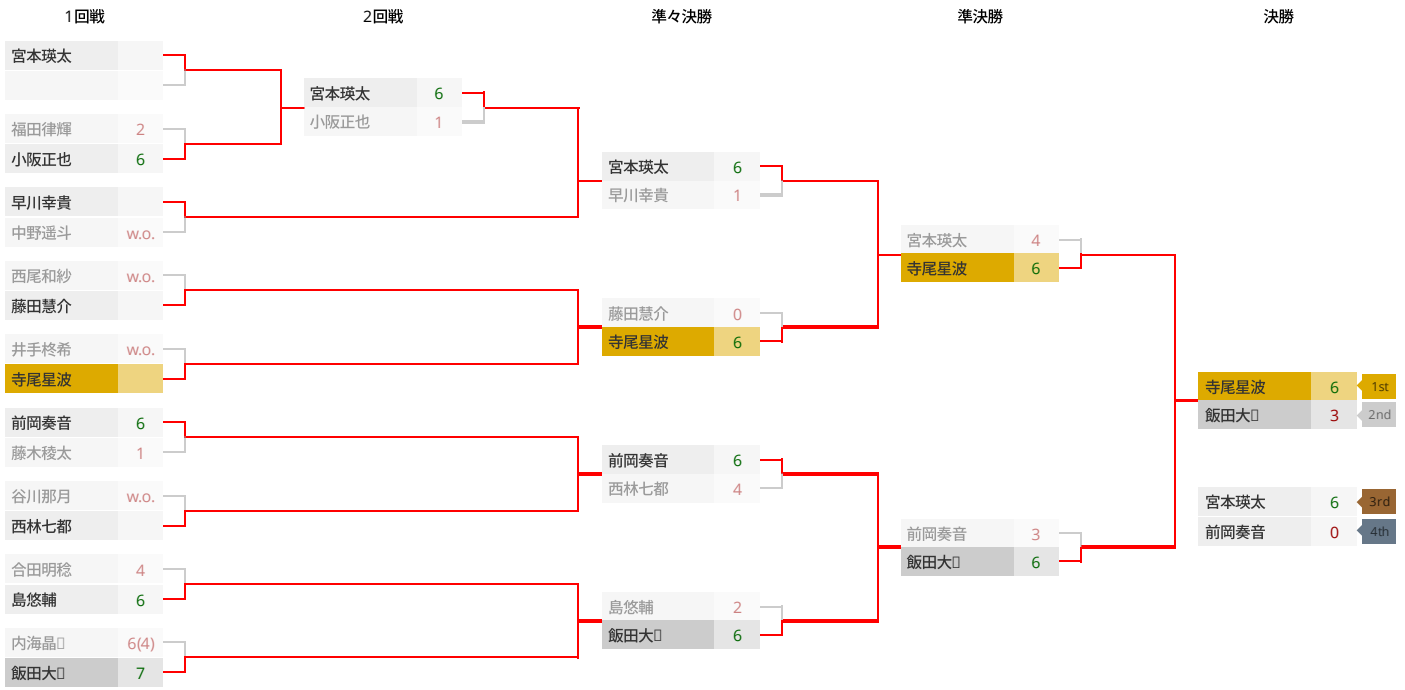 1回戦
2回戦
準々決勝
準決勝
決勝
宮本瑛太
福田律輝 2
小阪正也 6
早川幸貴
中野遥斗 w.o.
西尾和紗 w.o.
藤田慧介
井手柊希 w.o.
寺尾星波
前岡奏音 6
藤木稜太 1
谷川那月 w.o.
西林七都
合田明稔 4
島悠輔 6
内海晶 6(4)
飯田大 7
宮本瑛太 6
小阪正也 1
宮本瑛太 6
早川幸貴 1
藤田慧介 0
寺尾星波 6
前岡奏音 6
西林七都 4
島悠輔 2
飯田大 6
宮本瑛太 4
寺尾星波 6
前岡奏音 3
飯田大 6
寺尾星波 6 1st
飯田大 3 2nd
宮本瑛太 6 3rd
前岡奏音 0 4th